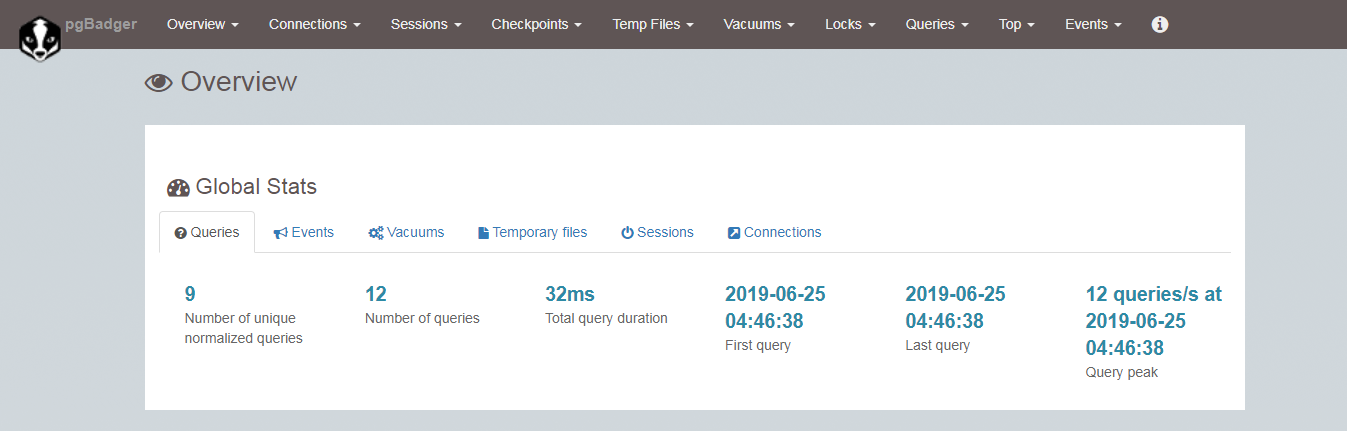 pgBadger Overview Connections Sessions Checkpoints Temp Files Vacuums Locks Queries Top Events
Overview
Global Stats
Queries Events Vacuums Temporary files Sessions Connections
9
Number of unique
normalized queries
12
Number of queries
32ms
Total query duration
2019-06-25
04:46:38
First query
2019-06-25
04:46:38
Last query
12 queries/s at
2019-06-25
04:46:38
Query peak